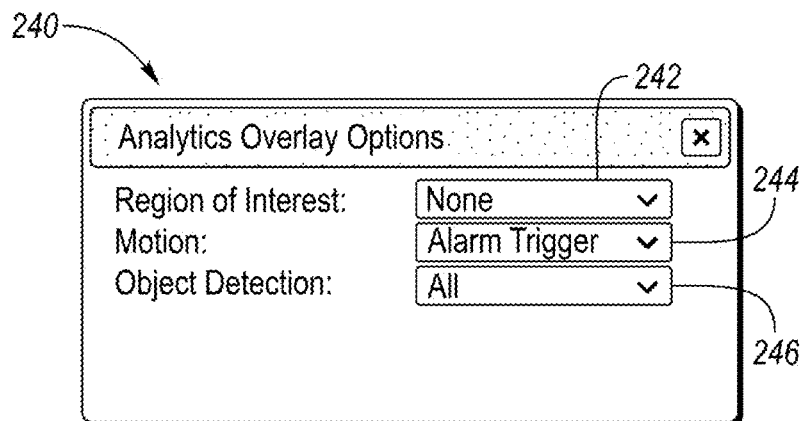 240
242
Analytics Overlay Options ×
244
Region of Interest: None
Motion: Alarm Trigger
Object Detection: All
246